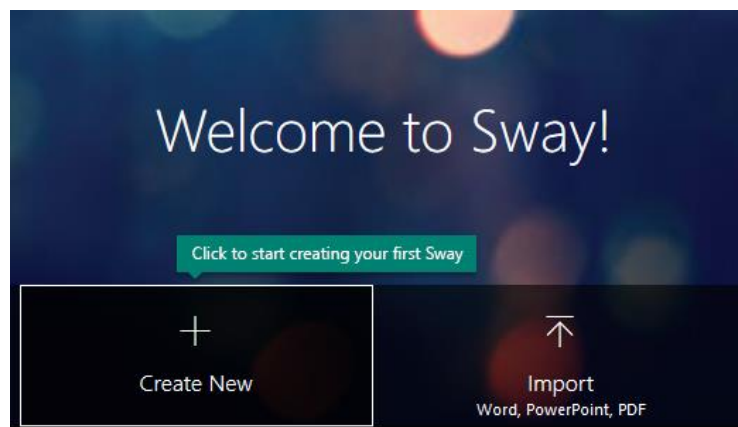 Welcome to Sway!
Click to start creating your first Sway
Create New
Import
Word, PowerPoint, PDF